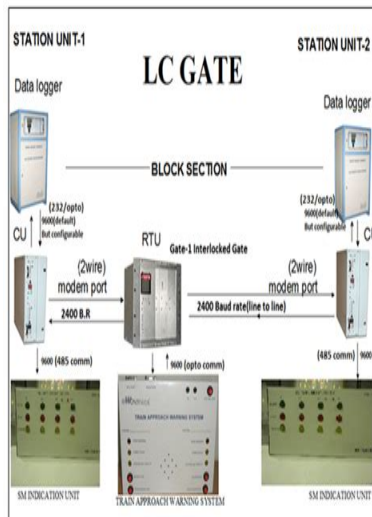 STATION UNIT-1
STATION UNIT-2
LC GATE
Data logger
Data logger
BLOCK SECTION
(232/opto)
9600(default)
But configurable
(232/opto)
9600(default)
But configurable
CU
RTU
Gate-1 Interlocked Gate
(2wire)
modem port
(2wire)
modem port
2400 B.R
2400 Baud rate(line to line)
9600 (485 comm)
9600 (opto comm)
(485 comm)
TRAIN APPROACH WARNING SYSTEM
SM INDICATION UNIT
TRAIN APPROACH WARNING SYSTEM
SM INDICATION UNIT